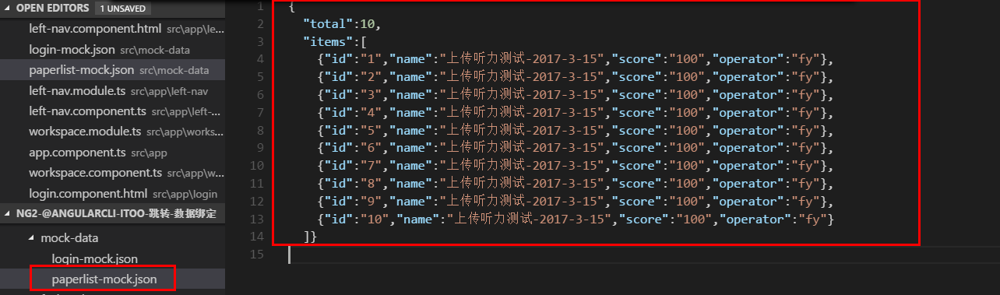 OPEN EDITORS 1 UNSAVED
left-nav.component.html src\app\le...
login-mock.json src\mock-data
paperlist-mock.json src\mock-data
left-nav.module.ts src\app\left-nav
left-nav.component.ts src\app\left-...
workspace.module.ts src\app\works...
app.component.ts src\app
workspace.component.ts src\app\w...
login.component.html src\app\login
NG2-@ANGULARCLI-ITOO-跳转-数据绑定
mock-data
login-mock.json
paperlist-mock.json
1 {
2 "total":10,
3 "items":[
4 {"id":"1","name":"上传听力测试-2017-3-15","score":"100","operator":"fy"},
5 {"id":"2","name":"上传听力测试-2017-3-15","score":"100","operator":"fy"},
6 {"id":"3","name":"上传听力测试-2017-3-15","score":"100","operator":"fy"},
7 {"id":"4","name":"上传听力测试-2017-3-15","score":"100","operator":"fy"},
8 {"id":"5","name":"上传听力测试-2017-3-15","score":"100","operator":"fy"},
9 {"id":"6","name":"上传听力测试-2017-3-15","score":"100","operator":"fy"},
10 {"id":"7","name":"上传听力测试-2017-3-15","score":"100","operator":"fy"},
11 {"id":"8","name":"上传听力测试-2017-3-15","score":"100","operator":"fy"},
12 {"id":"9","name":"上传听力测试-2017-3-15","score":"100","operator":"fy"},
13 {"id":"10","name":"上传听力测试-2017-3-15","score":"100","operator":"fy"}
14 ]}
15